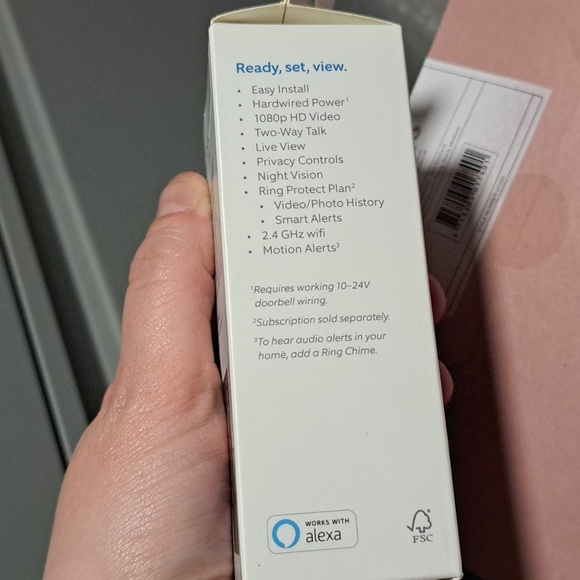 Ready, set, view.
• Easy Install
• Hardwired Power¹
• 1080p HD Video
• Two-Way Talk
• Live View
• Privacy Controls
• Night Vision
• Ring Protect Plan²
• Video/Photo History
• Smart Alerts
• 2.4 GHz wifi
• Motion Alerts³
¹Requires working 10–24V
doorbell wiring.
²Subscription sold separately.
³To hear audio alerts in your
home, add a Ring Chime.
WORKS WITH
alexa
FSC